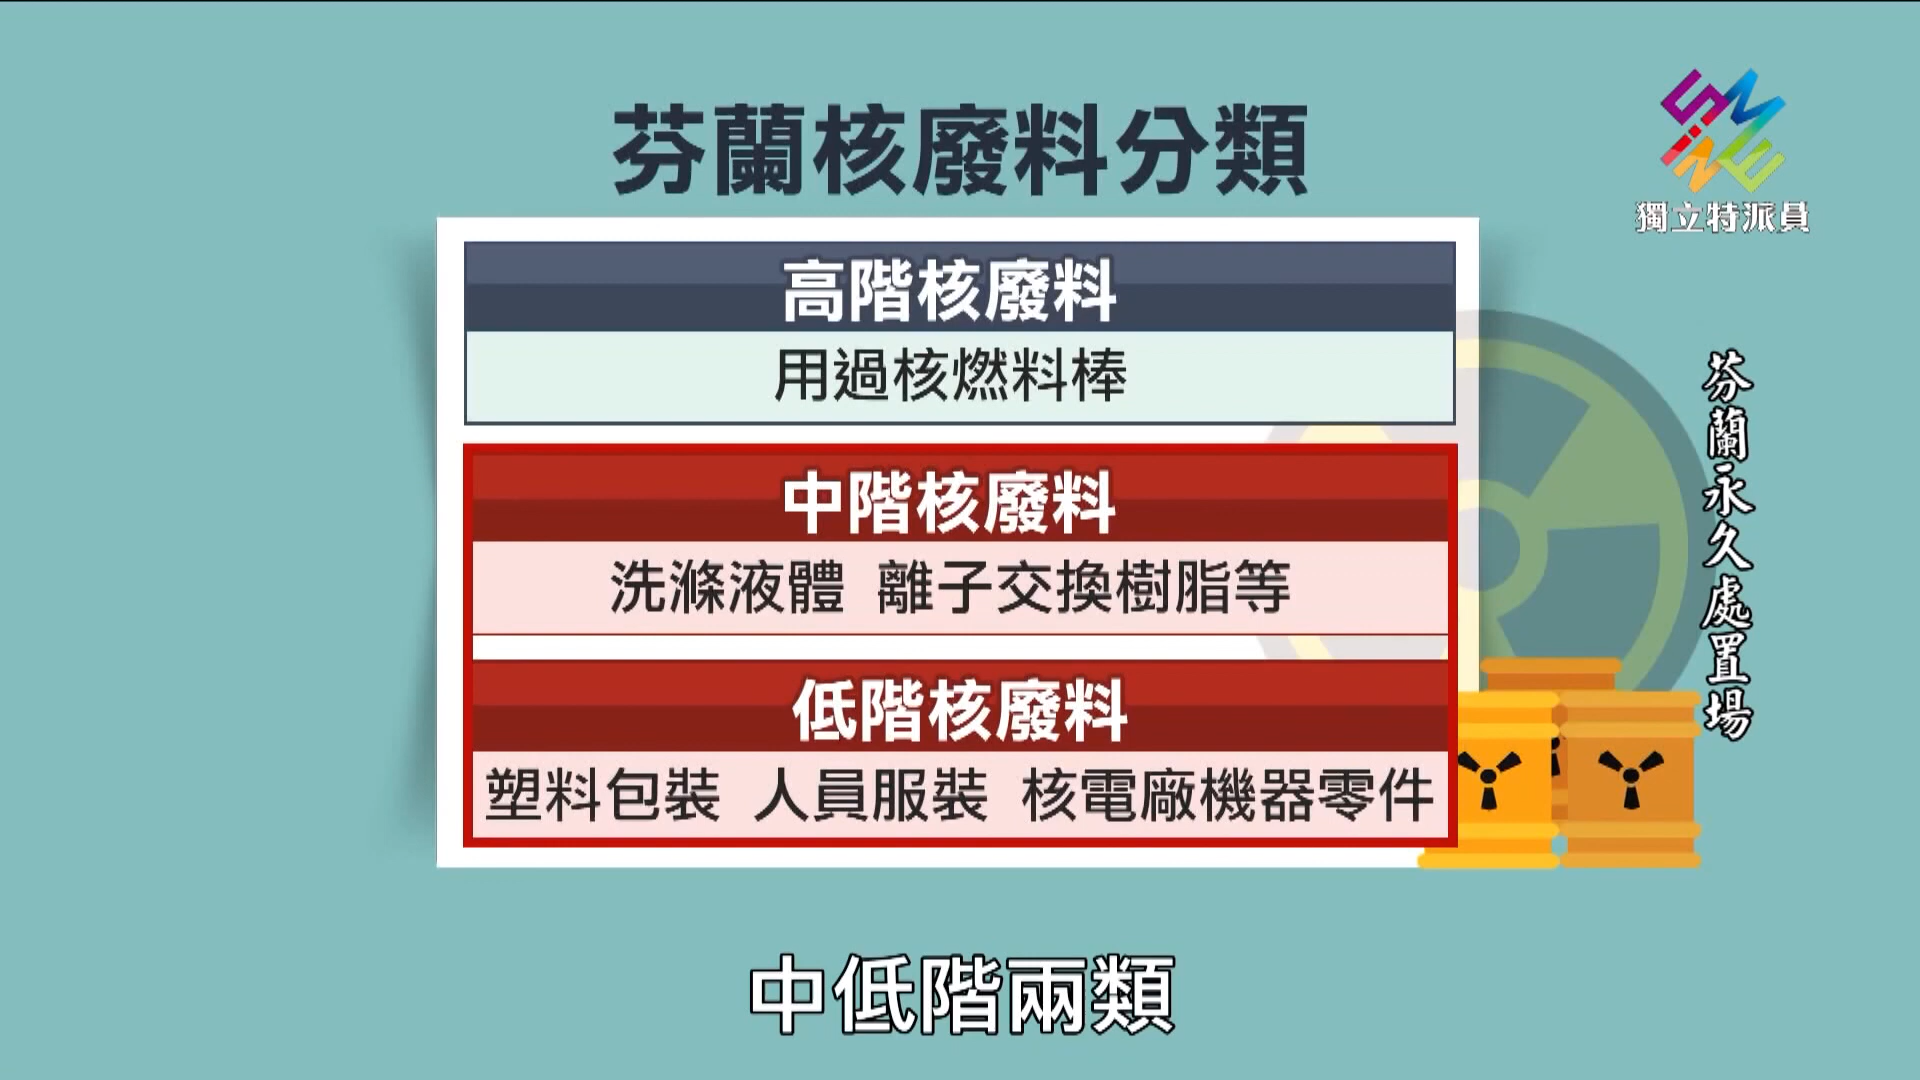 芬蘭核廢料分類
SINE
NEWS
獨立特派員
高階核廢料
用過核燃料棒
中階核廢料
洗滌液體 離子交換樹脂等
低階核廢料
塑料包裝 人員服裝 核電廠機器零件
芬蘭永久處置場
中低階兩類